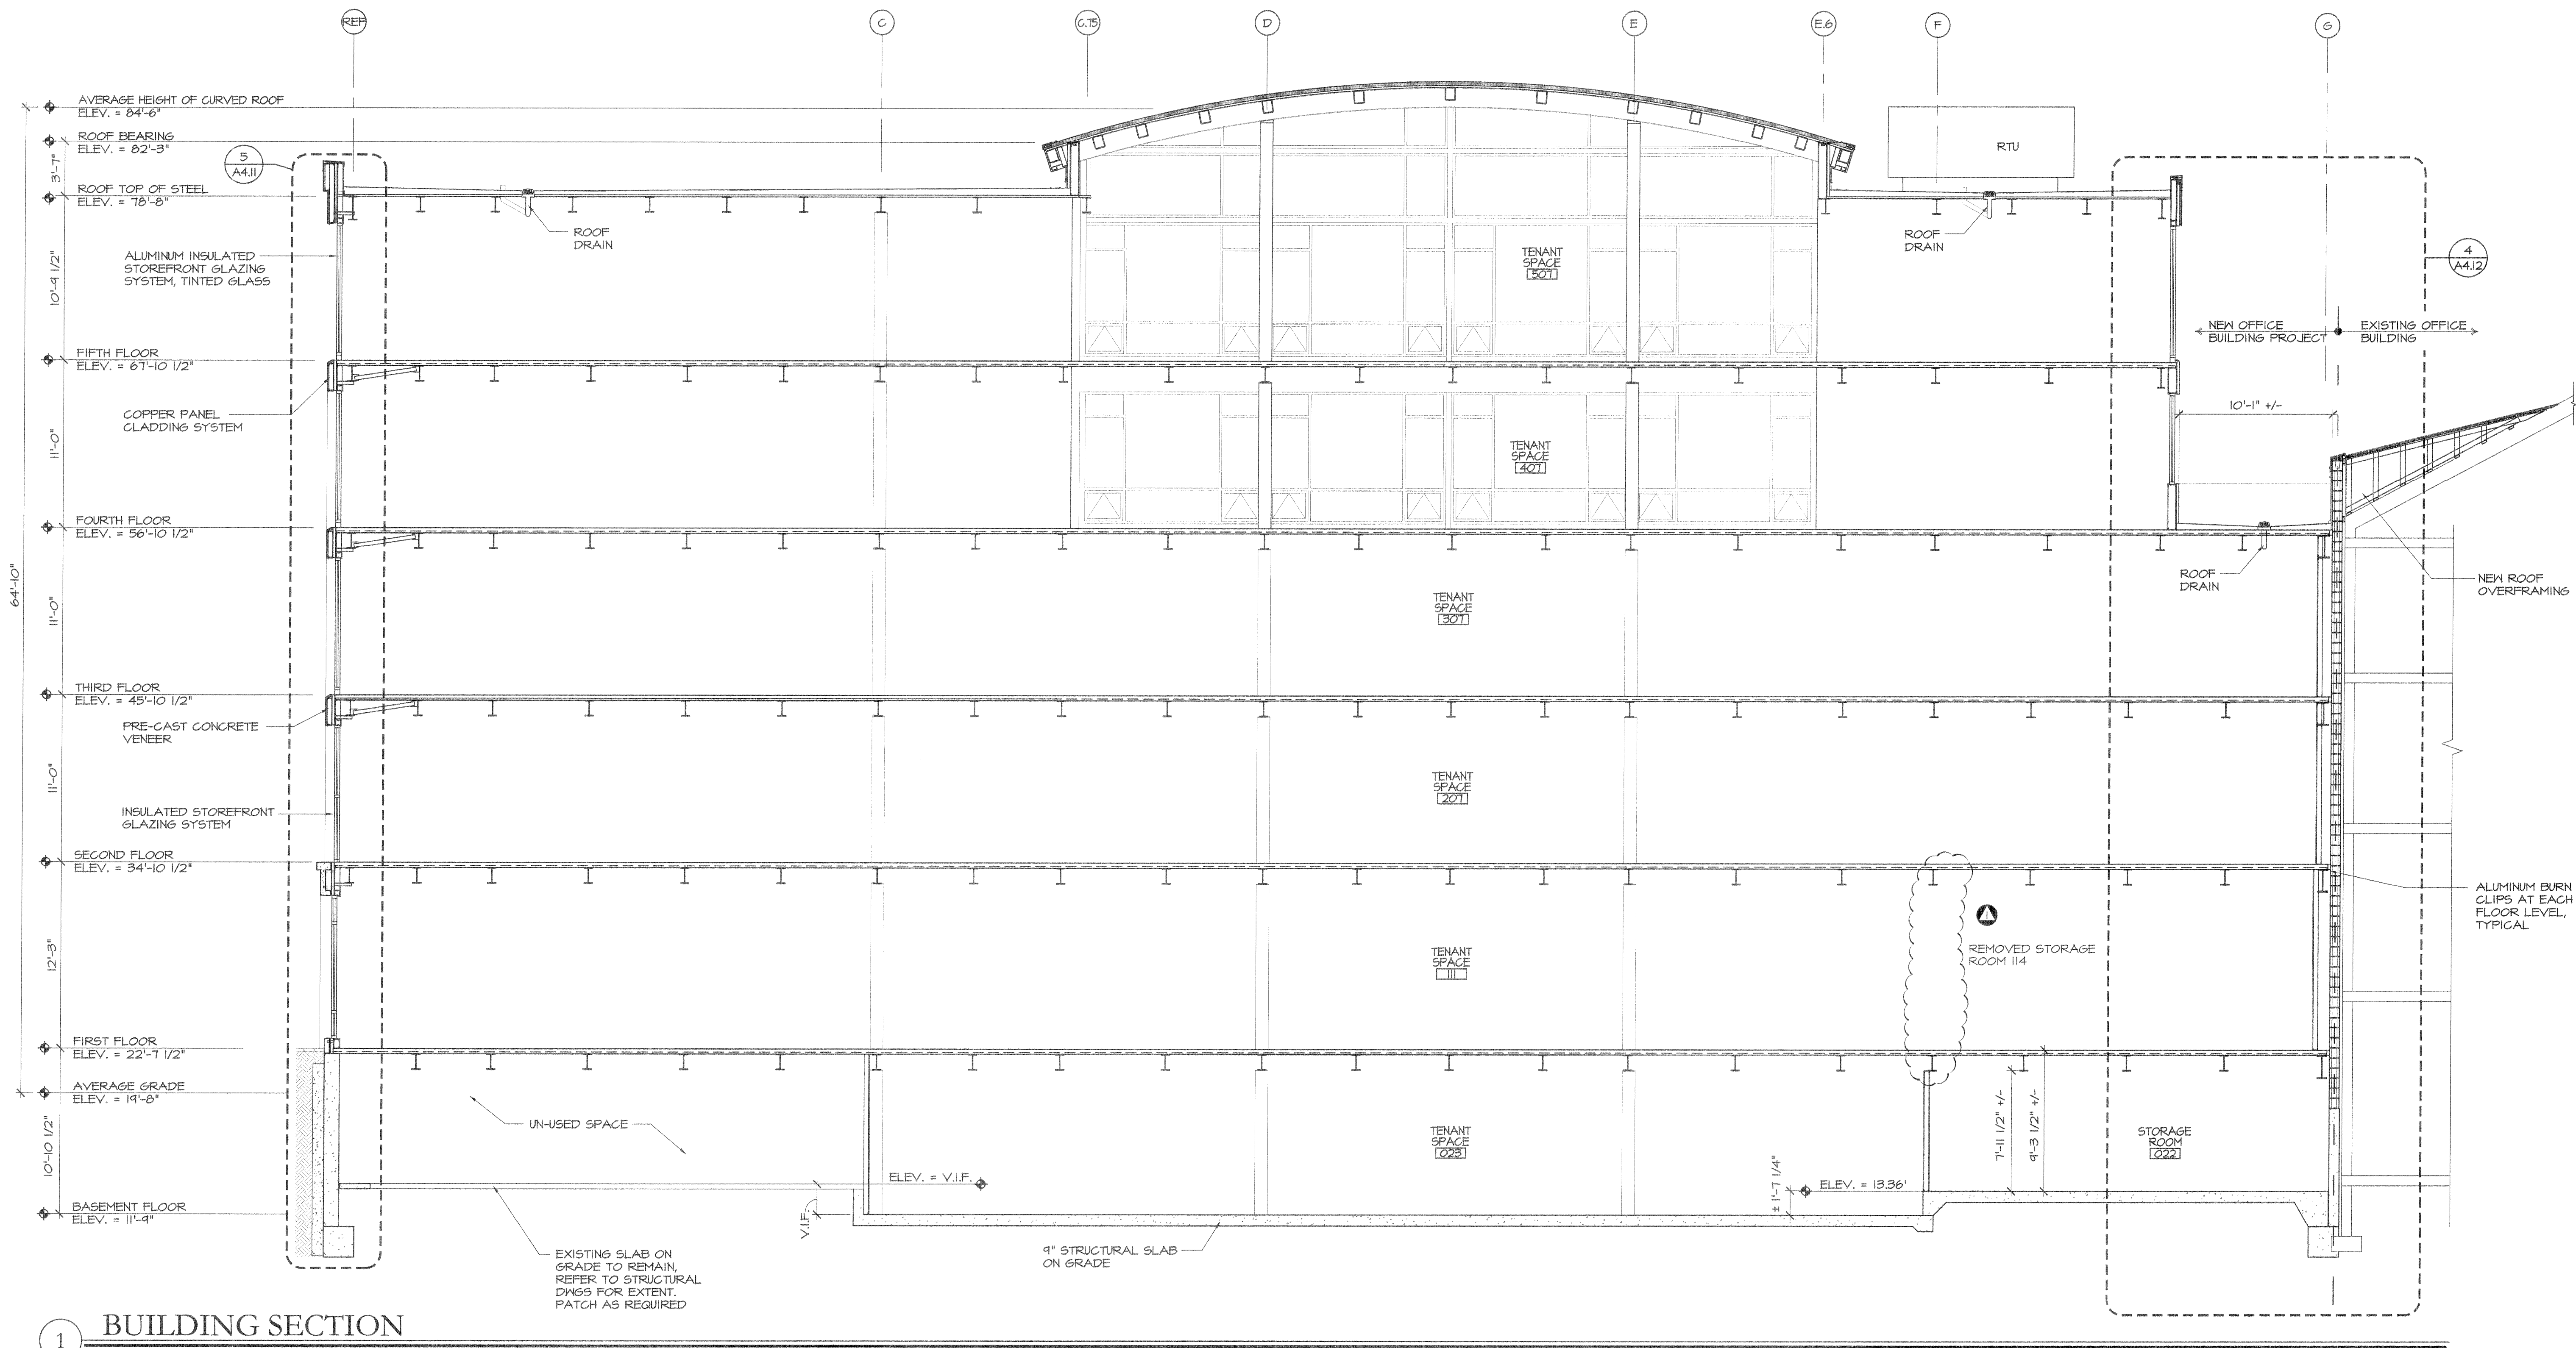 REF
C
C.75
D
E
E.6
F
G
AVERAGE HEIGHT OF CURVED ROOF
ELEV. = 84'-6"
ROOF BEARING
ELEV. = 82'-3"
3'-7"
5
A4.11
ROOF TOP OF STEEL
ELEV. = 78'-8"
RTU
ROOF
DRAIN
ROOF
DRAIN
TENANT
SPACE
507
ALUMINUM INSULATED
STOREFRONT GLAZING
SYSTEM, TINTED GLASS
10'-9 1/2"
4
A4.12
NEW OFFICE
BUILDING PROJECT
EXISTING OFFICE
BUILDING
FIFTH FLOOR
ELEV. = 67'-10 1/2"
COPPER PANEL
CLADDING SYSTEM
11'-0"
10'-1" +/-
TENANT
SPACE
407
FOURTH FLOOR
ELEV. = 56'-10 1/2"
ROOF
DRAIN
NEW ROOF
OVERFRAMING
64'-10"
11'-0"
TENANT
SPACE
307
THIRD FLOOR
ELEV. = 45'-10 1/2"
PRE-CAST CONCRETE
VENEER
11'-0"
TENANT
SPACE
207
INSULATED STOREFRONT
GLAZING SYSTEM
SECOND FLOOR
ELEV. = 34'-10 1/2"
ALUMINUM BURN
CLIPS AT EACH
FLOOR LEVEL,
TYPICAL
12'-3"
TENANT
SPACE
111
REMOVED STORAGE
ROOM 114
FIRST FLOOR
ELEV. = 22'-7 1/2"
AVERAGE GRADE
ELEV. = 19'-8"
10'-10 1/2"
UN-USED SPACE
TENANT
SPACE
023
7'-11 1/2" +/-
9'-3 1/2" +/-
STORAGE
ROOM
022
ELEV. = V.I.F.
V.I.F.
± 1'-7 1/4"
ELEV. = 13.36'
BASEMENT FLOOR
ELEV. = 11'-9"
EXISTING SLAB ON
GRADE TO REMAIN,
REFER TO STRUCTURAL
DWGS FOR EXTENT.
PATCH AS REQUIRED
9" STRUCTURAL SLAB
ON GRADE
1
BUILDING SECTION